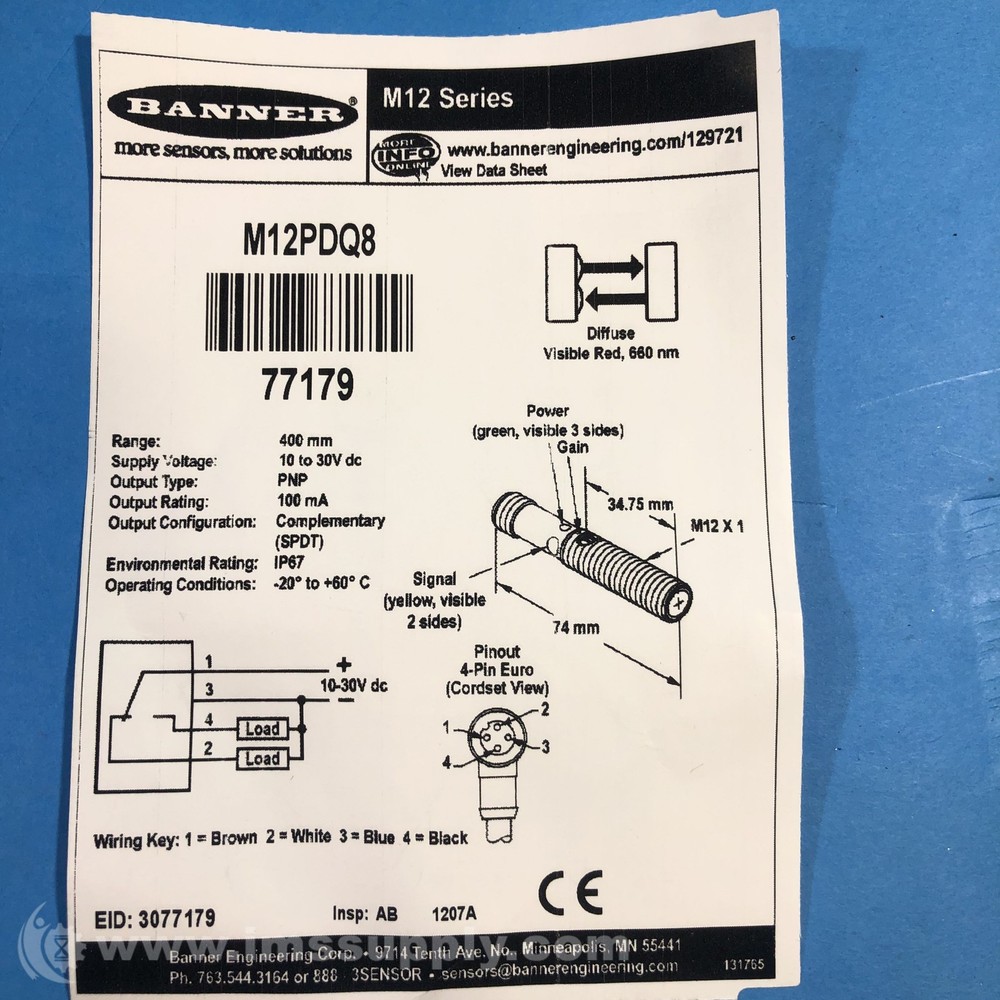 BANNER®
more sensors, more solutions
M12 Series
MORE
INFO
ONLINE
www.bannerengineering.com/129721
View Data Sheet
M12PDQ8
77179
Diffuse
Visible Red, 660 nm
Range: 400 mm
Supply Voltage: 10 to 30V dc
Output Type: PNP
Output Rating: 100 mA
Output Configuration: Complementary
(SPDT)
Environmental Rating: IP67
Operating Conditions: -20° to +60° C
Power
(green, visible 3 sides)
Gain
34.75 mm
M12 X 1
Signal
(yellow, visible
2 sides)
74 mm
1
+
3
10-30V dc
–
4
Load
2
Load
Pinout
4-Pin Euro
(Cordset View)
2
1
3
4
Wiring Key: 1 = Brown 2 = White 3 = Blue 4 = Black
CE
EID: 3077179
Insp: AB 1207A
Banner Engineering Corp. • 9714 Tenth Ave. No., Minneapolis, MN 55441
Ph. 763.544.3164 or 888 · 3SENSOR • sensors@bannerengineering.com
131765
www.imssupply.com